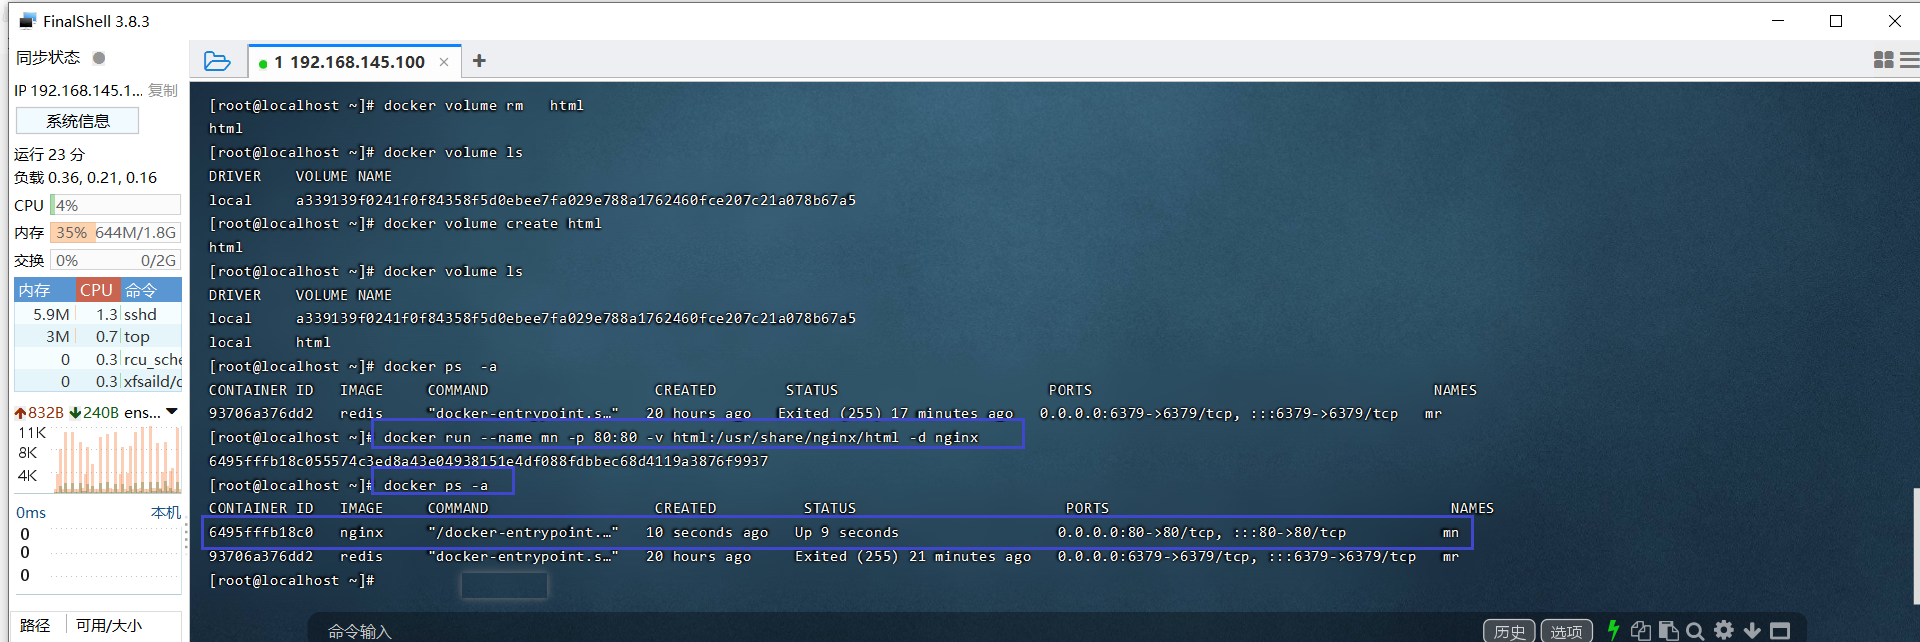 FinalShell 3.8.3
同步状态
IP 192.168.145.1... 复制
系统信息
运行 23 分
负载 0.36, 0.21, 0.16
CPU 4%
内存 35% 644M/1.8G
交换 0% 0/2G
内存 CPU 命令
5.9M 1.3 sshd
3M 0.7 top
0 0.3 rcu_sche
0 0.3 xfsaild/d
832B 240B ens...
11K
8K
4K
0ms 本机
0
0
0
路径 可用/大小
1 192.168.145.100 × +
[root@localhost ~]# docker volume rm   html
html
[root@localhost ~]# docker volume ls
DRIVER    VOLUME NAME
local     a339139f0241f0f84358f5d0ebee7fa029e788a1762460fce207c21a078b67a5
[root@localhost ~]# docker volume create html
html
[root@localhost ~]# docker volume ls
DRIVER    VOLUME NAME
local     a339139f0241f0f84358f5d0ebee7fa029e788a1762460fce207c21a078b67a5
local     html
[root@localhost ~]# docker ps  -a
CONTAINER ID   IMAGE     COMMAND                   CREATED        STATUS                        PORTS                                       NAMES
93706a376dd2   redis     "docker-entrypoint.s…"   20 hours ago   Exited (255) 17 minutes ago   0.0.0.0:6379->6379/tcp, :::6379->6379/tcp   mr
[root@localhost ~]# docker run --name mn -p 80:80 -v html:/usr/share/nginx/html -d nginx
6495fffb18c055574c3ed8a43e04938151e4df088fdbbec68d4119a3876f9937
[root@localhost ~]# docker ps -a
CONTAINER ID   IMAGE     COMMAND                   CREATED          STATUS                        PORTS                                       NAMES
6495fffb18c0   nginx     "/docker-entrypoint.…"   10 seconds ago   Up 9 seconds                  0.0.0.0:80->80/tcp, :::80->80/tcp           mn
93706a376dd2   redis     "docker-entrypoint.s…"   20 hours ago     Exited (255) 21 minutes ago   0.0.0.0:6379->6379/tcp, :::6379->6379/tcp   mr
[root@localhost ~]#
命令输入 历史 选项